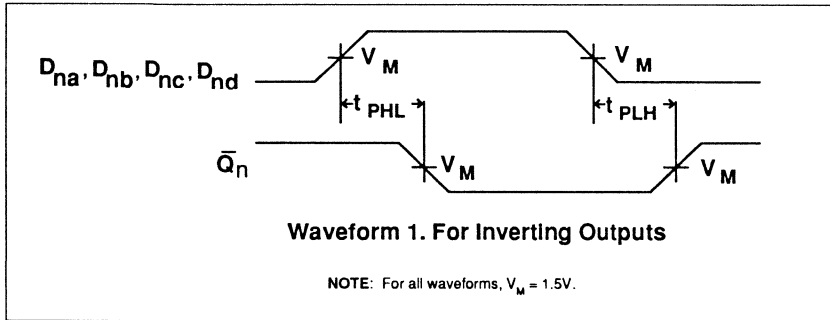 Dna, Dnb, Dnc, Dnd
VM
VM
tPHL
tPLH
Q̅n
VM
VM
Waveform 1. For Inverting Outputs
NOTE: For all waveforms, VM = 1.5V.